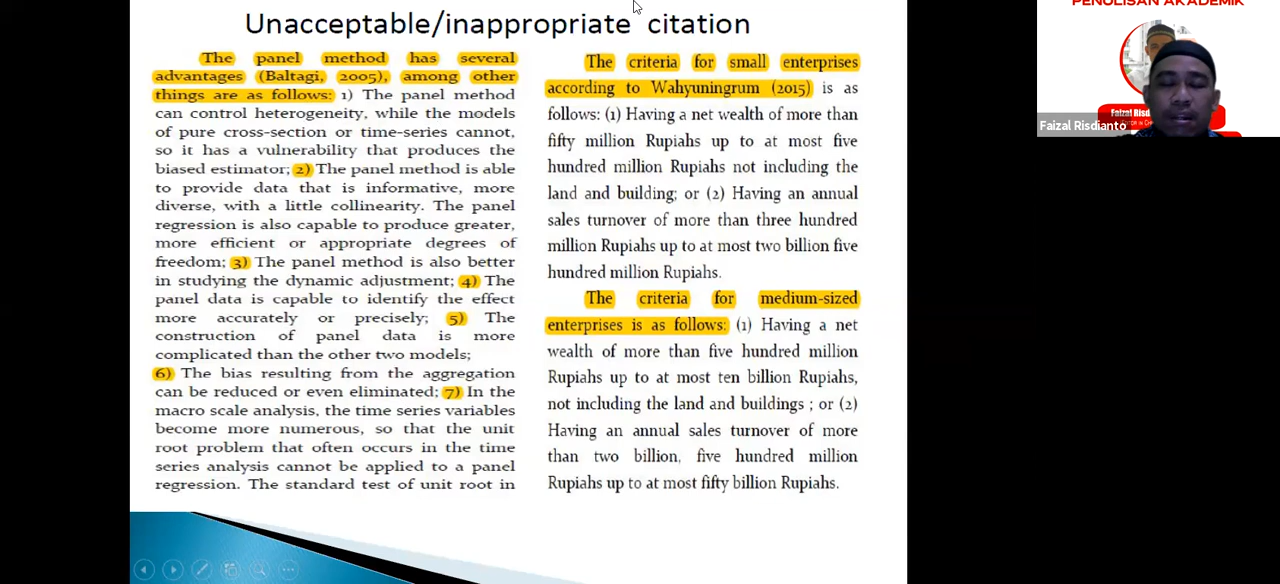 Unacceptable/inappropriate citation
The panel method has several
advantages (Baltagi, 2005), among other
things are as follows: 1) The panel method
can control heterogeneity, while the models
of pure cross-section or time-series cannot,
so it has a vulnerability that produces the
biased estimator; 2) The panel method is able
to provide data that is informative, more
diverse, with a little collinearity. The panel
regression is also capable to produce greater,
more efficient or appropriate degrees of
freedom; 3) The panel method is also better
in studying the dynamic adjustment; 4) The
panel data is capable to identify the effect
more accurately or precisely; 5) The
construction of panel data is more
complicated than the other two models;
6) The bias resulting from the aggregation
can be reduced or even eliminated; 7) In the
macro scale analysis, the time series variables
become more numerous, so that the unit
root problem that often occurs in the time
series analysis cannot be applied to a panel
regression. The standard test of unit root in
The criteria for small enterprises
according to Wahyuningrum (2015) is as
follows: (1) Having a net wealth of more than
fifty million Rupiahs up to at most five
hundred million Rupiahs not including the
land and building; or (2) Having an annual
sales turnover of more than three hundred
million Rupiahs up to at most two billion five
hundred million Rupiahs.
The criteria for medium-sized
enterprises is as follows: (1) Having a net
wealth of more than five hundred million
Rupiahs up to at most ten billion Rupiahs,
not including the land and buildings ; or (2)
Having an annual sales turnover of more
than two billion, five hundred million
Rupiahs up to at most fifty billion Rupiahs.
PENULISAN AKADEMIK
Faizal Risdianto